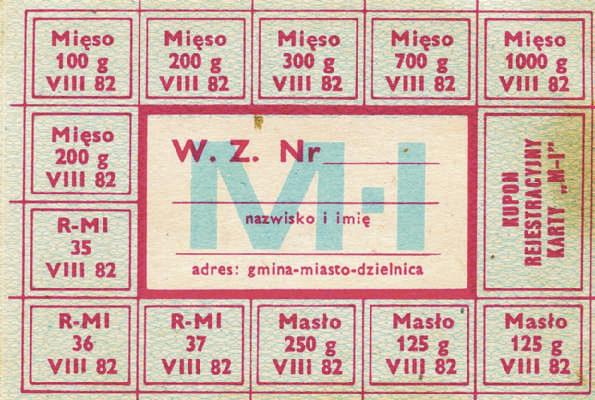 Mięso
100 g
VIII 82
Mięso
200 g
VIII 82
Mięso
300 g
VIII 82
Mięso
700 g
VIII 82
Mięso
1000 g
VIII 82
Mięso
200 g
VIII 82
W. Z. Nr
M-I
nazwisko i imię
adres: gmina-miasto-dzielnica
KUPON
REJESTRACYJNY
KARTY „M-I”
R-MI
35
VIII 82
R-MI
36
VIII 82
R-MI
37
VIII 82
Masło
250 g
VIII 82
Masło
125 g
VIII 82
Masło
125 g
VIII 82